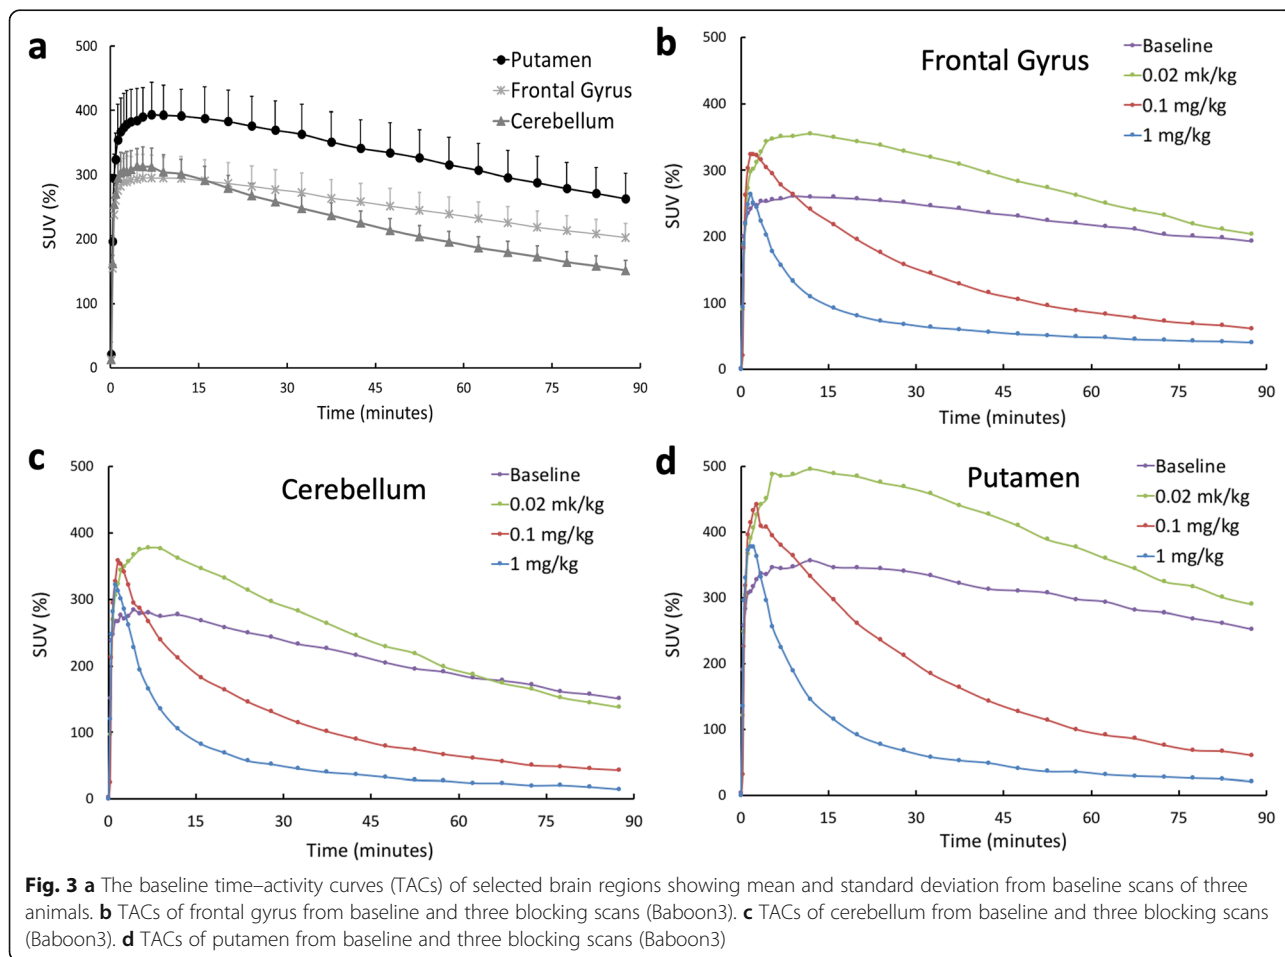 a
500
400
300
200
100
0
SUV (%)
0 15 30 45 60 75 90
Time (minutes)
Putamen
Frontal Gyrus
Cerebellum
b
Frontal Gyrus
500
400
300
200
100
0
SUV (%)
0 15 30 45 60 75 90
Time (minutes)
Baseline
0.02 mk/kg
0.1 mg/kg
1 mg/kg
c
Cerebellum
500
400
300
200
100
0
SUV (%)
0 15 30 45 60 75 90
Time (minutes)
Baseline
0.02 mk/kg
0.1 mg/kg
1 mg/kg
d
Putamen
500
400
300
200
100
0
SUV (%)
0 15 30 45 60 75 90
Time (minutes)
Baseline
0.02 mk/kg
0.1 mg/kg
1 mg/kg
Fig. 3 a The baseline time–activity curves (TACs) of selected brain regions showing mean and standard deviation from baseline scans of three
animals. b TACs of frontal gyrus from baseline and three blocking scans (Baboon3). c TACs of cerebellum from baseline and three blocking scans
(Baboon3). d TACs of putamen from baseline and three blocking scans (Baboon3)